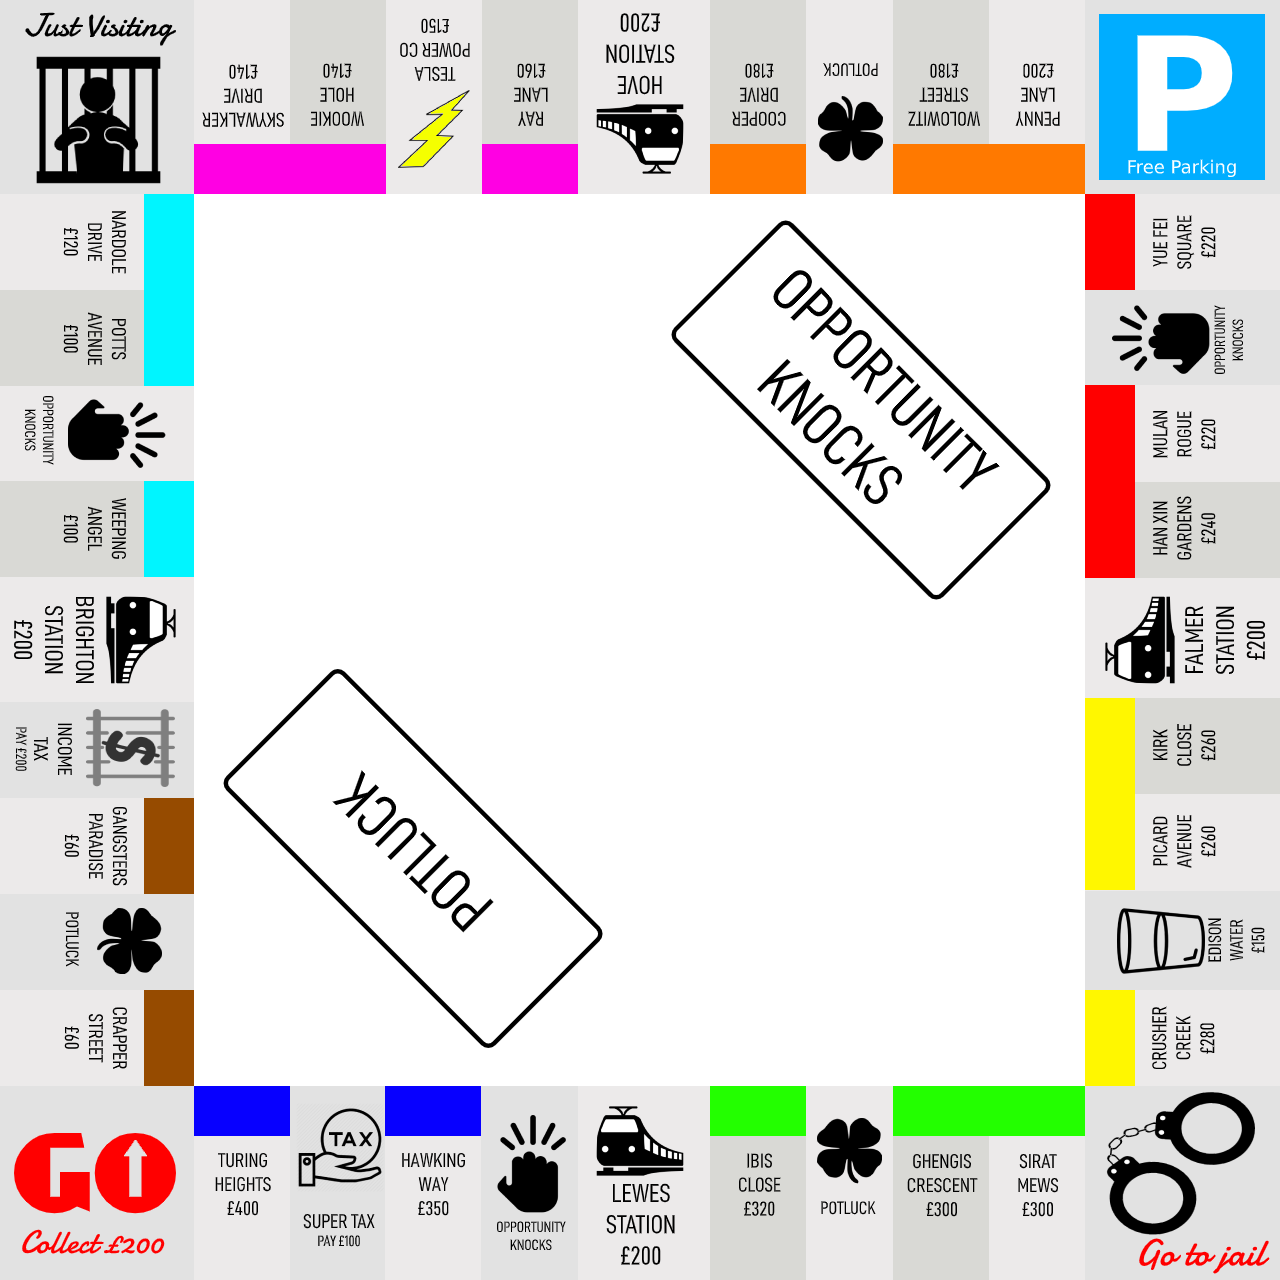 Just Visiting
SKYWALKER
DRIVE
£140
WOOKIE
HOLE
£140
TESLA
POWER CO
£150
RAY
LANE
£160
HOVE
STATION
£200
COOPER
DRIVE
£180
POTLUCK
WOLOWITZ
STREET
£180
PENNY
LANE
£200
P
Free Parking
YUE FEI
SQUARE
£220
OPPORTUNITY
KNOCKS
MULAN
ROGUE
£220
HAN XIN
GARDENS
£240
FALMER
STATION
£200
KIRK
CLOSE
£260
PICARD
AVENUE
£260
EDISON
WATER
£150
CRUSHER
CREEK
£280
Go to jail
SIRAT
MEWS
£300
GHENGIS
CRESCENT
£300
POTLUCK
IBIS
CLOSE
£320
LEWES
STATION
£200
OPPORTUNITY
KNOCKS
HAWKING
WAY
£350
TAX
SUPER TAX
PAY £100
TURING
HEIGHTS
£400
GO
Collect £200
CRAPPER
STREET
£60
POTLUCK
GANGSTERS
PARADISE
£60
$
INCOME
TAX
PAY £200
BRIGHTON
STATION
£200
WEEPING
ANGEL
£100
OPPORTUNITY
KNOCKS
POTTS
AVENUE
£100
NARDOLE
DRIVE
£120
OPPORTUNITY
KNOCKS
POTLUCK